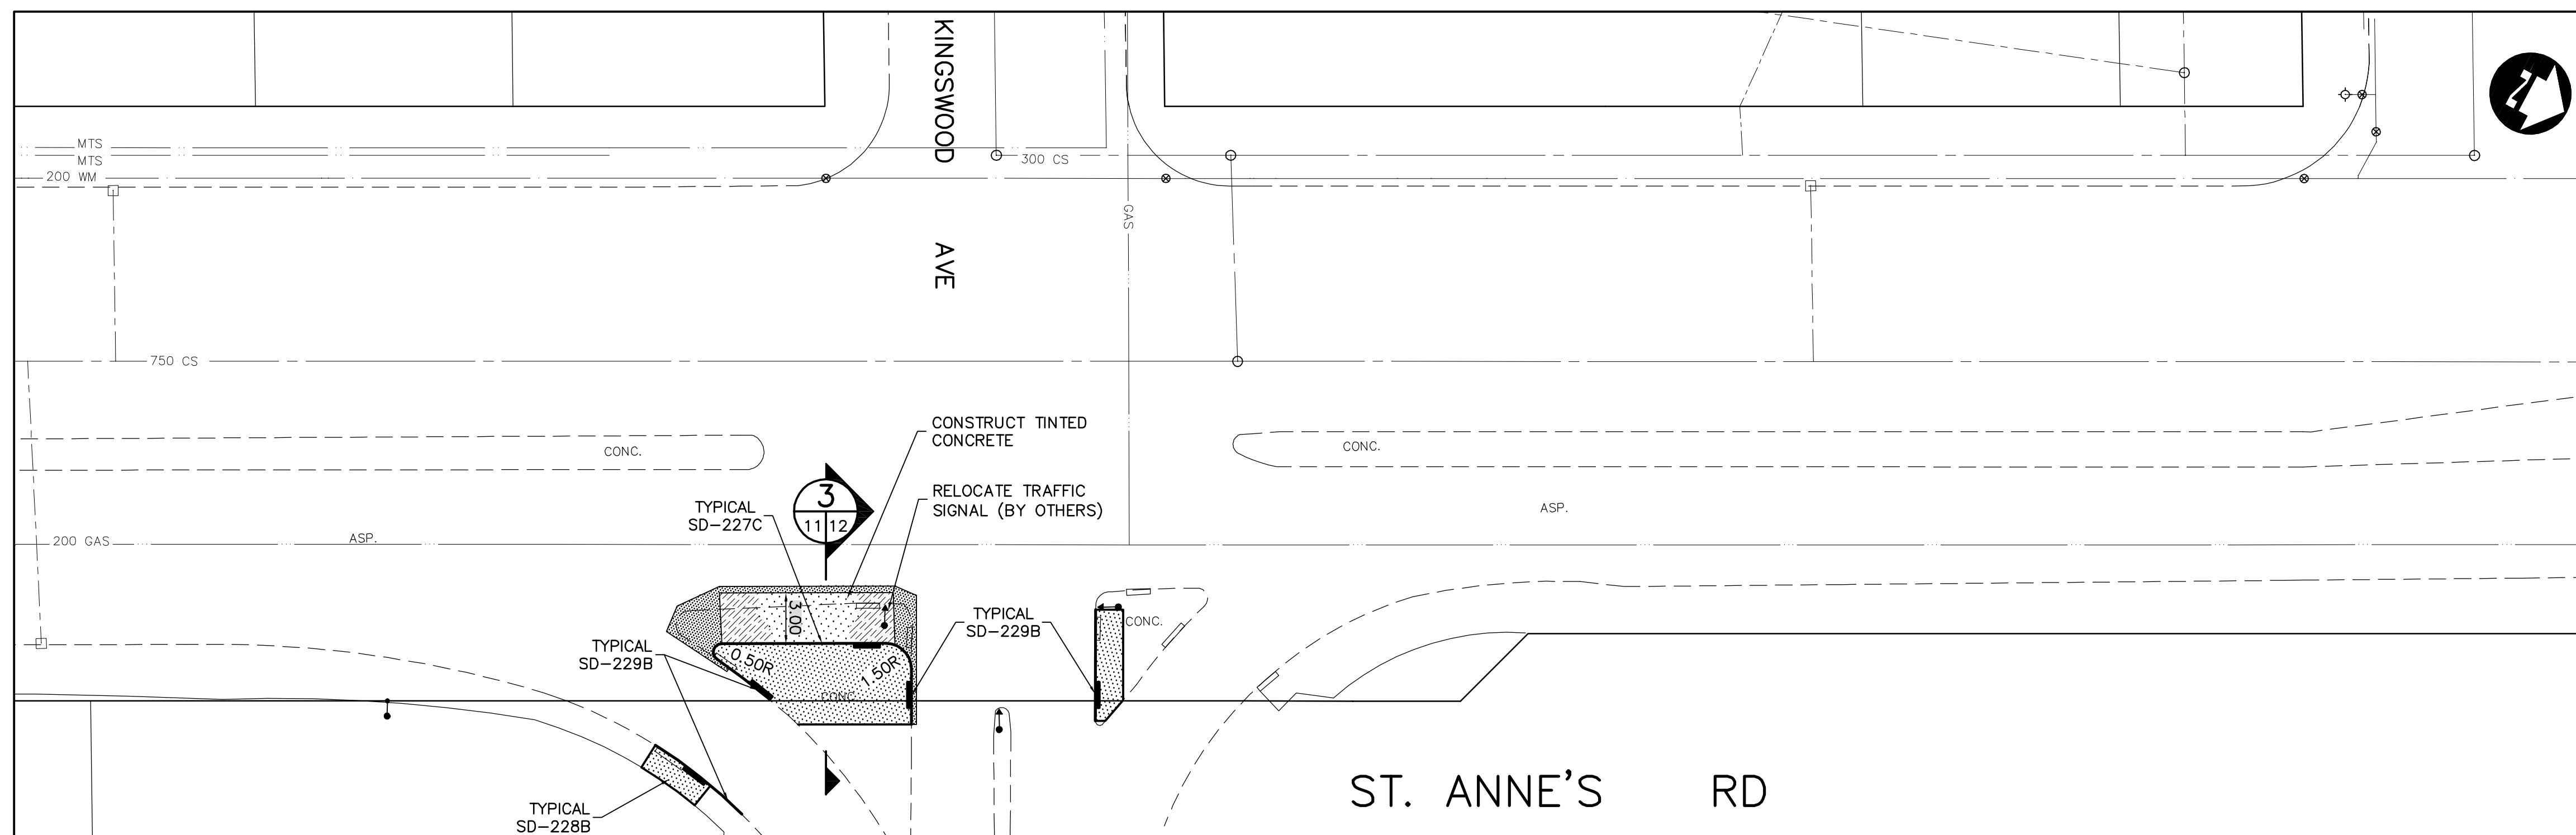 KINGSWOOD AVE
MTS
MTS
200 WM
300 CS
GAS
750 CS
CONC.
CONC.
CONSTRUCT TINTED
CONCRETE
RELOCATE TRAFFIC
SIGNAL (BY OTHERS)
TYPICAL
SD-227C
3
11 12
ASP.
200 GAS
ASP.
3.00
TYPICAL
SD-229B
TYPICAL
SD-229B
CONC.
0.50R
1.50R
CONC.
ST. ANNE'S RD
TYPICAL
SD-228B